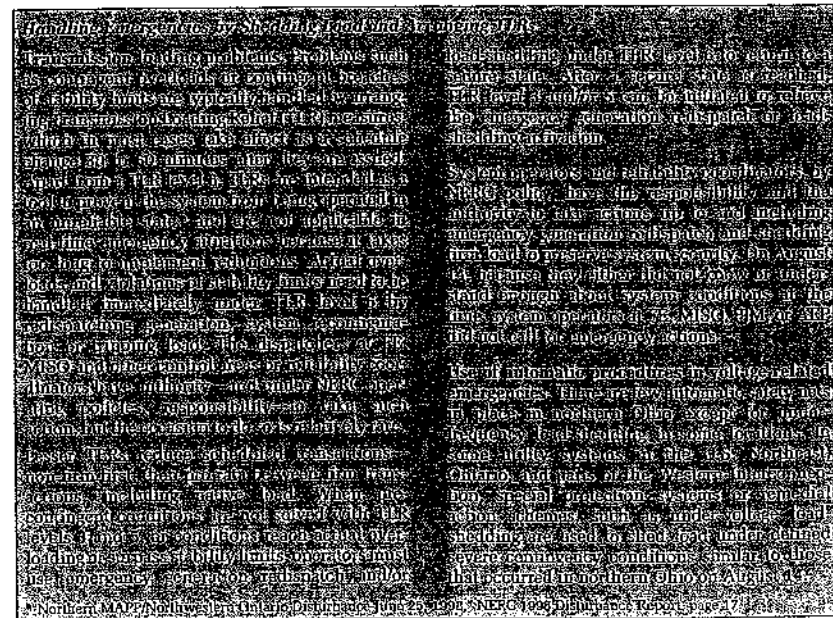 Handling Emergencies by Shedding Load and Arranging TLRs
Transmission loading problems. Problems such
as contingent overloads or contingent breaches
of stability limits are typically handled by arrang-
ing Transmission Loading Relief (TLR) measures,
which in most cases take effect as a schedule
change 30 to 60 minutes after they are issued.
Apart from a TLR level 6, TLRs are intended as a
tool to prevent the system from being operated in
an unreliable state, and are not applicable in
real-time emergency situations because it takes
too long to implement reductions. Actual over-
loads and violations of stability limits need to be
handled immediately under TLR level 6 by
redispatching generation, system reconfigura-
tion or tripping load. The dispatchers at FE,
MISO and other control areas or reliability coor-
dinators have authority—and under NERC oper-
ating policies, responsibility—to take such
action, but the occasion to do so is relatively rare.
Lesser TLRs reduce scheduled transactions—
non-firm first, then pro-rata between firm trans-
actions, including native load. When pre-
contingent conditions are not solved with TLR
levels 3 and 5, or conditions reach actual over-
loading or surpass stability limits, operators must
use emergency generation redispatch and/or
load-shedding under TLR level 6 to return to a
secure state. After a secure state is reached,
TLR level 3 and/or 5 can be initiated to relieve
the emergency generation redispatch or load-
shedding activation.
System operators and reliability coordinators, by
NERC policy, have the responsibility and the
authority to take actions up to and including
emergency generation redispatch and shedding
firm load to preserve system security. On August
14, because they either did not know or under-
stand enough about system conditions at the
time, system operators at FE, MISO, PJM, or AEP
did not call for emergency actions.
Use of automatic procedures in voltage-related
emergencies. There are few automatic
in place in northern Ohio except for under-
frequency load-shedding in some locations. In
some utility systems in the U.S. Northeast,
Ontario, and parts of the Western Interconnec-
tion, special protection systems or remedial
action schemes, such as under-voltage load-
shedding are used to shed load under defined
severe contingency conditions similar to those
that occurred in northern Ohio on August 14.
"Northern MAPP/Northwestern Ontario Disturbance-June 25, 1998," NERC 1998 Disturbance Report, page 17